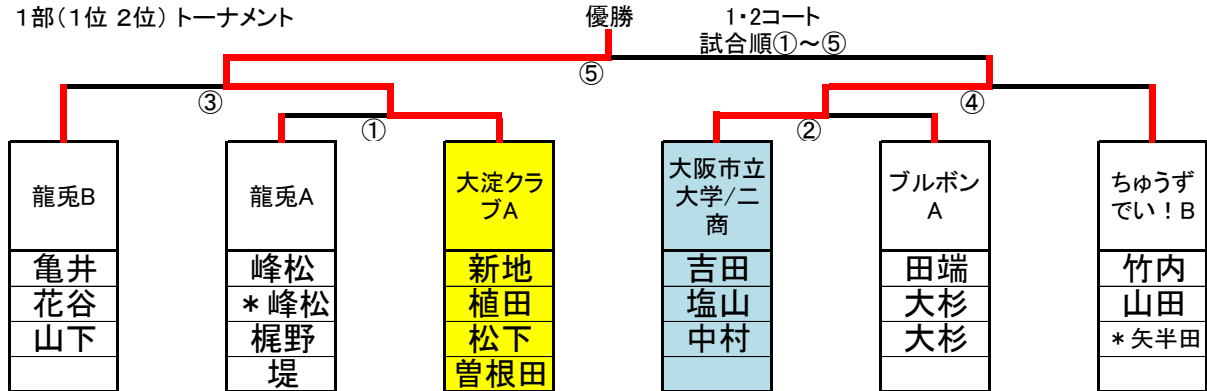 1部(1位 2位)トーナメント
優勝
1・2コート
試合順①～⑤
⑤
③
④
①
②
龍兎B
亀井
花谷
山下
龍兎A
峰松
*峰松
梶野
堤
大淀クラ
ブA
新地
植田
松下
曽根田
大阪市立
大学/二
商
吉田
塩山
中村
ブルボン
A
田端
大杉
大杉
ちゅうず
でい！B
竹内
山田
*矢半田